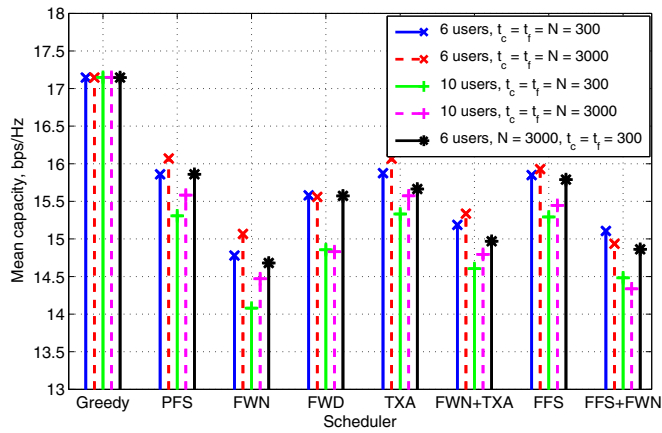 18
17.5
17
16.5
16
15.5
15
14.5
14
13.5
13
Mean capacity, bps/Hz
6 users, t_c = t_f = N = 300
6 users, t_c = t_f = N = 3000
10 users, t_c = t_f = N = 300
10 users, t_c = t_f = N = 3000
6 users, N = 3000, t_c = t_f = 300
Greedy PFS FWN FWD TXA FWN+TXA FFS FFS+FWN
Scheduler